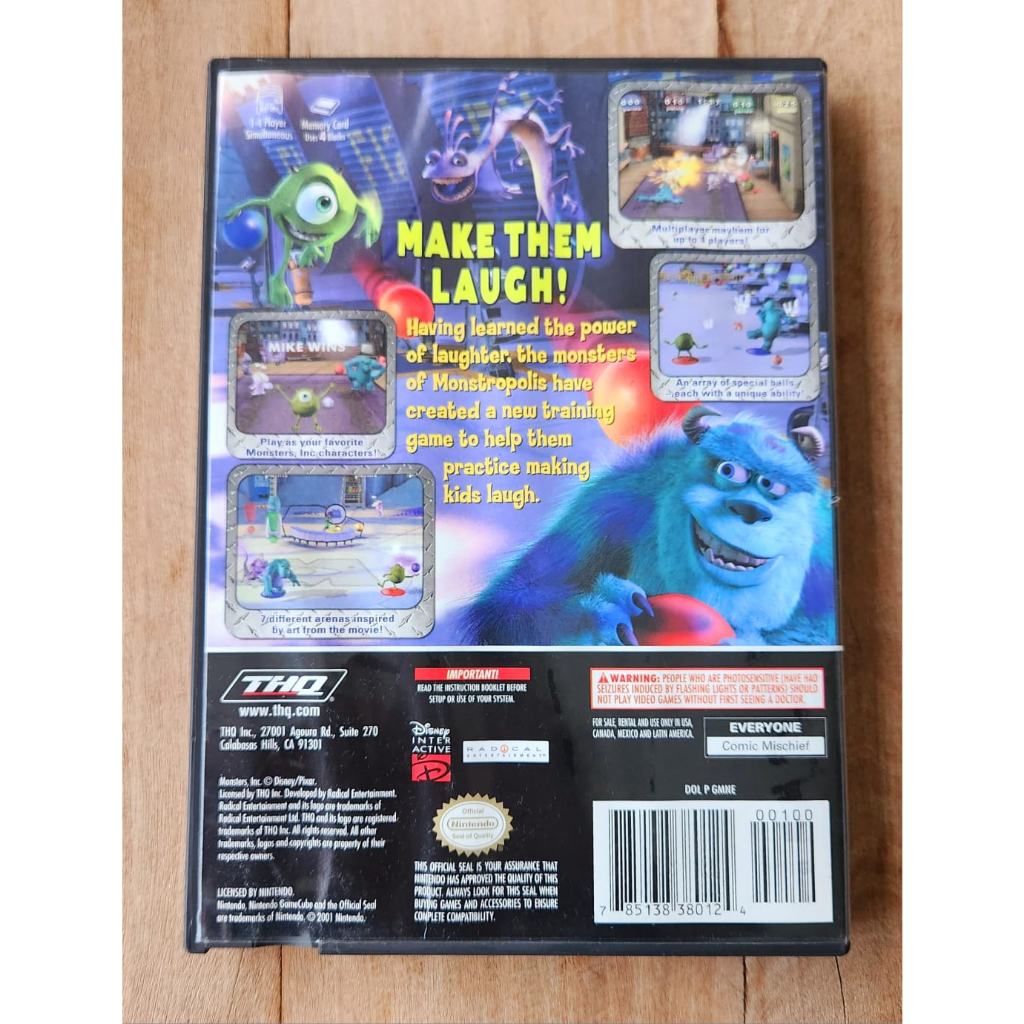 1-4 Player
Simultaneous
Memory Card
Uses 4 Blocks
MAKE THEM
LAUGH!
Having learned the power
of laughter, the monsters
of Monstropolis have
created a new training
game to help them
practice making
kids laugh.
Multiplayer mayhem for
up to 4 players!
An array of special balls,
each with a unique ability!
MIKE WINS
Play as your favorite
Monsters, Inc characters!
7 different arenas inspired
by art from the movie!
THQ
www.thq.com
THQ Inc., 27001 Agoura Rd., Suite 270
Calabasas Hills, CA 91301
IMPORTANT!
READ THE INSTRUCTION BOOKLET BEFORE
SETUP OR USE OF YOUR SYSTEM.
WARNING: PEOPLE WHO ARE PHOTOSENSITIVE (HAVE HAD
SEIZURES INDUCED BY FLASHING LIGHTS OR PATTERNS) SHOULD
NOT PLAY VIDEO GAMES WITHOUT FIRST SEEING A DOCTOR.
Disney
INTER
ACTIVE
RADICAL
ENTERTAINMENT
FOR SALE, RENTAL AND USE ONLY IN USA,
CANADA, MEXICO AND LATIN AMERICA.
EVERYONE
Comic Mischief
Monsters, Inc. © Disney/Pixar.
Licensed by THQ Inc. Developed by Radical Entertainment.
Radical Entertainment and its logo are trademarks of
Radical Entertainment Ltd. THQ and its logo are registered
trademarks of THQ Inc. All rights reserved. All other
trademarks, logos and copyrights are property of their
respective owners.
LICENSED BY NINTENDO.
Nintendo, Nintendo GameCube and the Official Seal
are trademarks of Nintendo. © 2001 Nintendo.
Official
Nintendo
Seal of Quality
THIS OFFICIAL SEAL IS YOUR ASSURANCE THAT
NINTENDO HAS APPROVED THE QUALITY OF THIS
PRODUCT. ALWAYS LOOK FOR THIS SEAL WHEN
BUYING GAMES AND ACCESSORIES TO ENSURE
COMPLETE COMPATIBILITY.
DOL P GMNE
00100
7 85138 38012 4